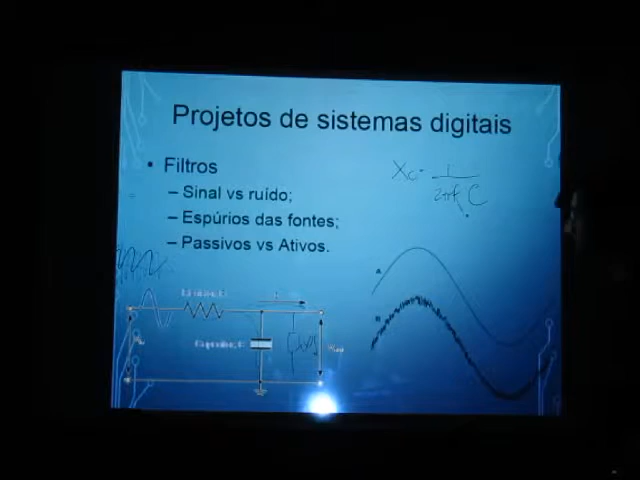 Projetos de sistemas digitais
• Filtros
– Sinal vs ruído;
– Espúrios das fontes;
– Passivos vs Ativos.
Xc = 1
2πf C
A
B